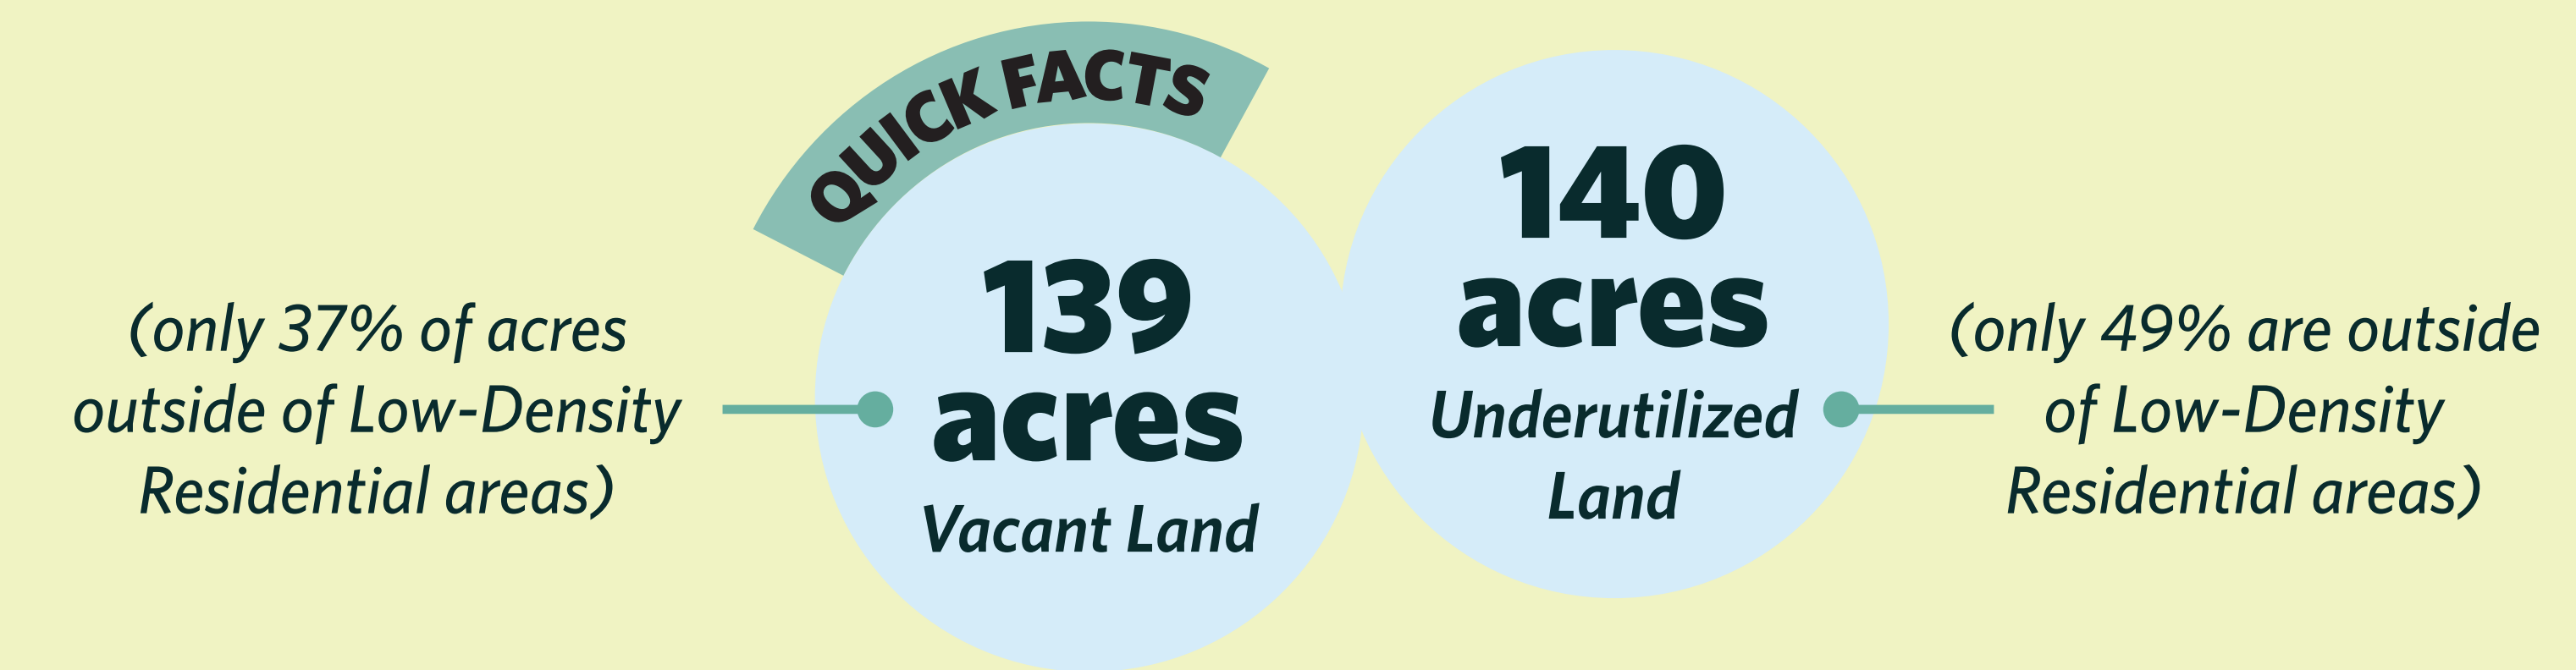 QUICK FACTS
139
acres
Vacant Land
(only 37% of acres
outside of Low-Density
Residential areas)
140
acres
Underutilized
Land
(only 49% are outside
of Low-Density
Residential areas)